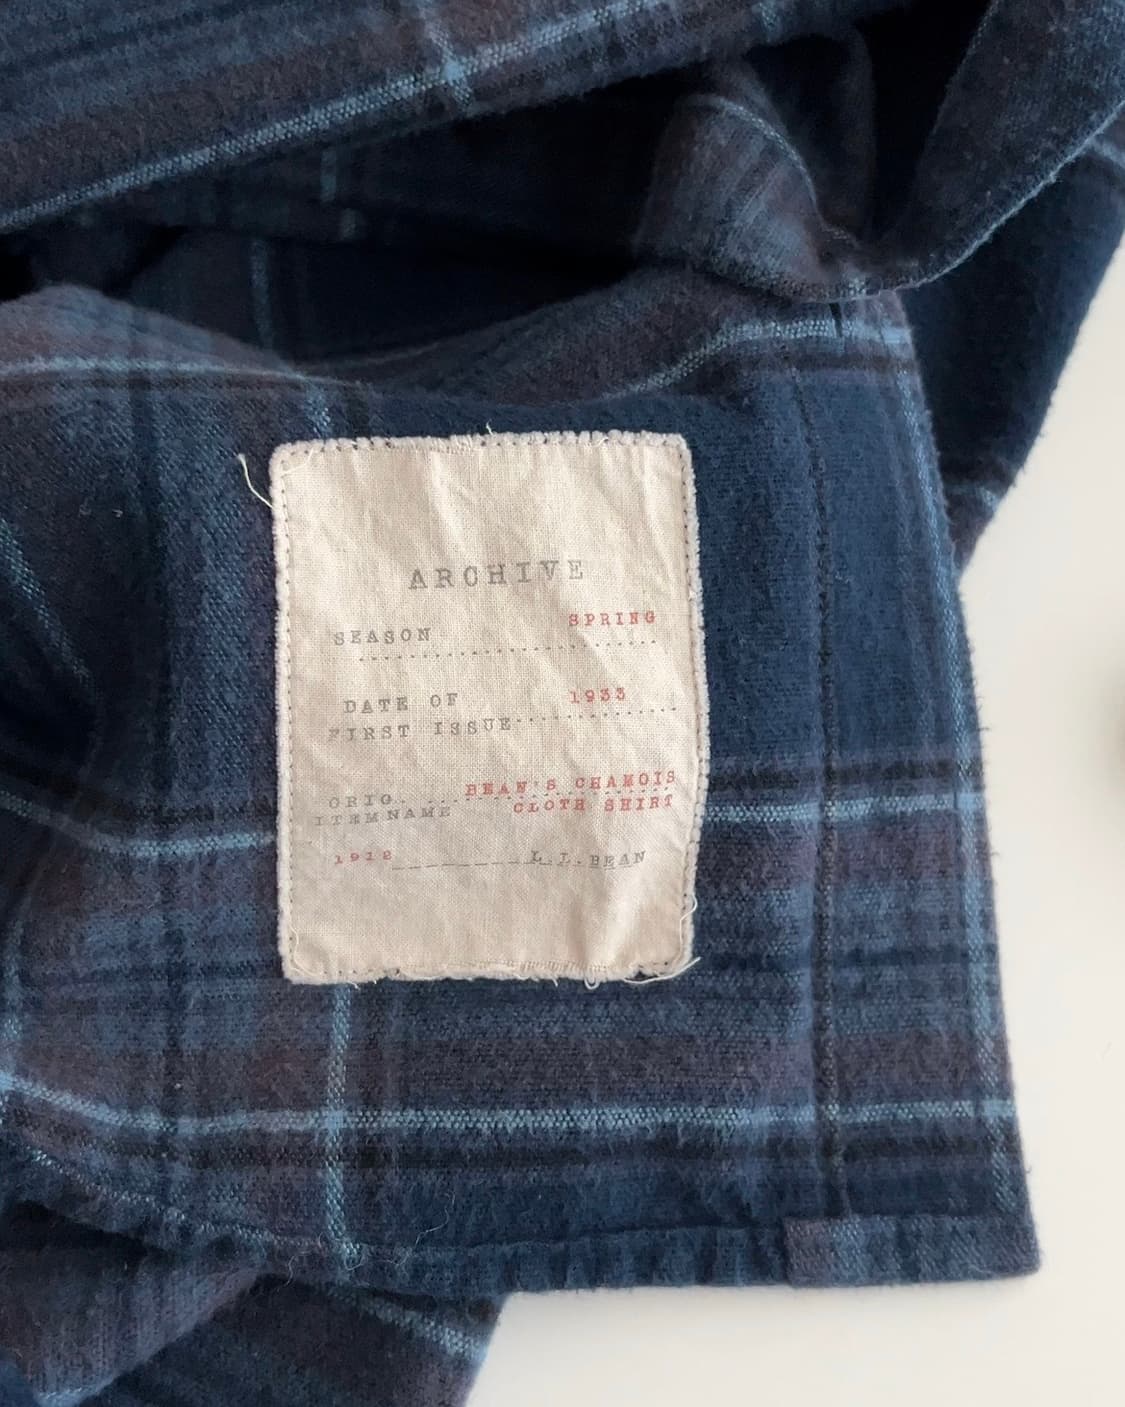 ARCHIVE
SEASON SPRING
DATE OF 1933
FIRST ISSUE
BEAN'S CHAMOIS
ORIG. CLOTH SHIRT
ITEMNAME
1912 L.L.BEAN